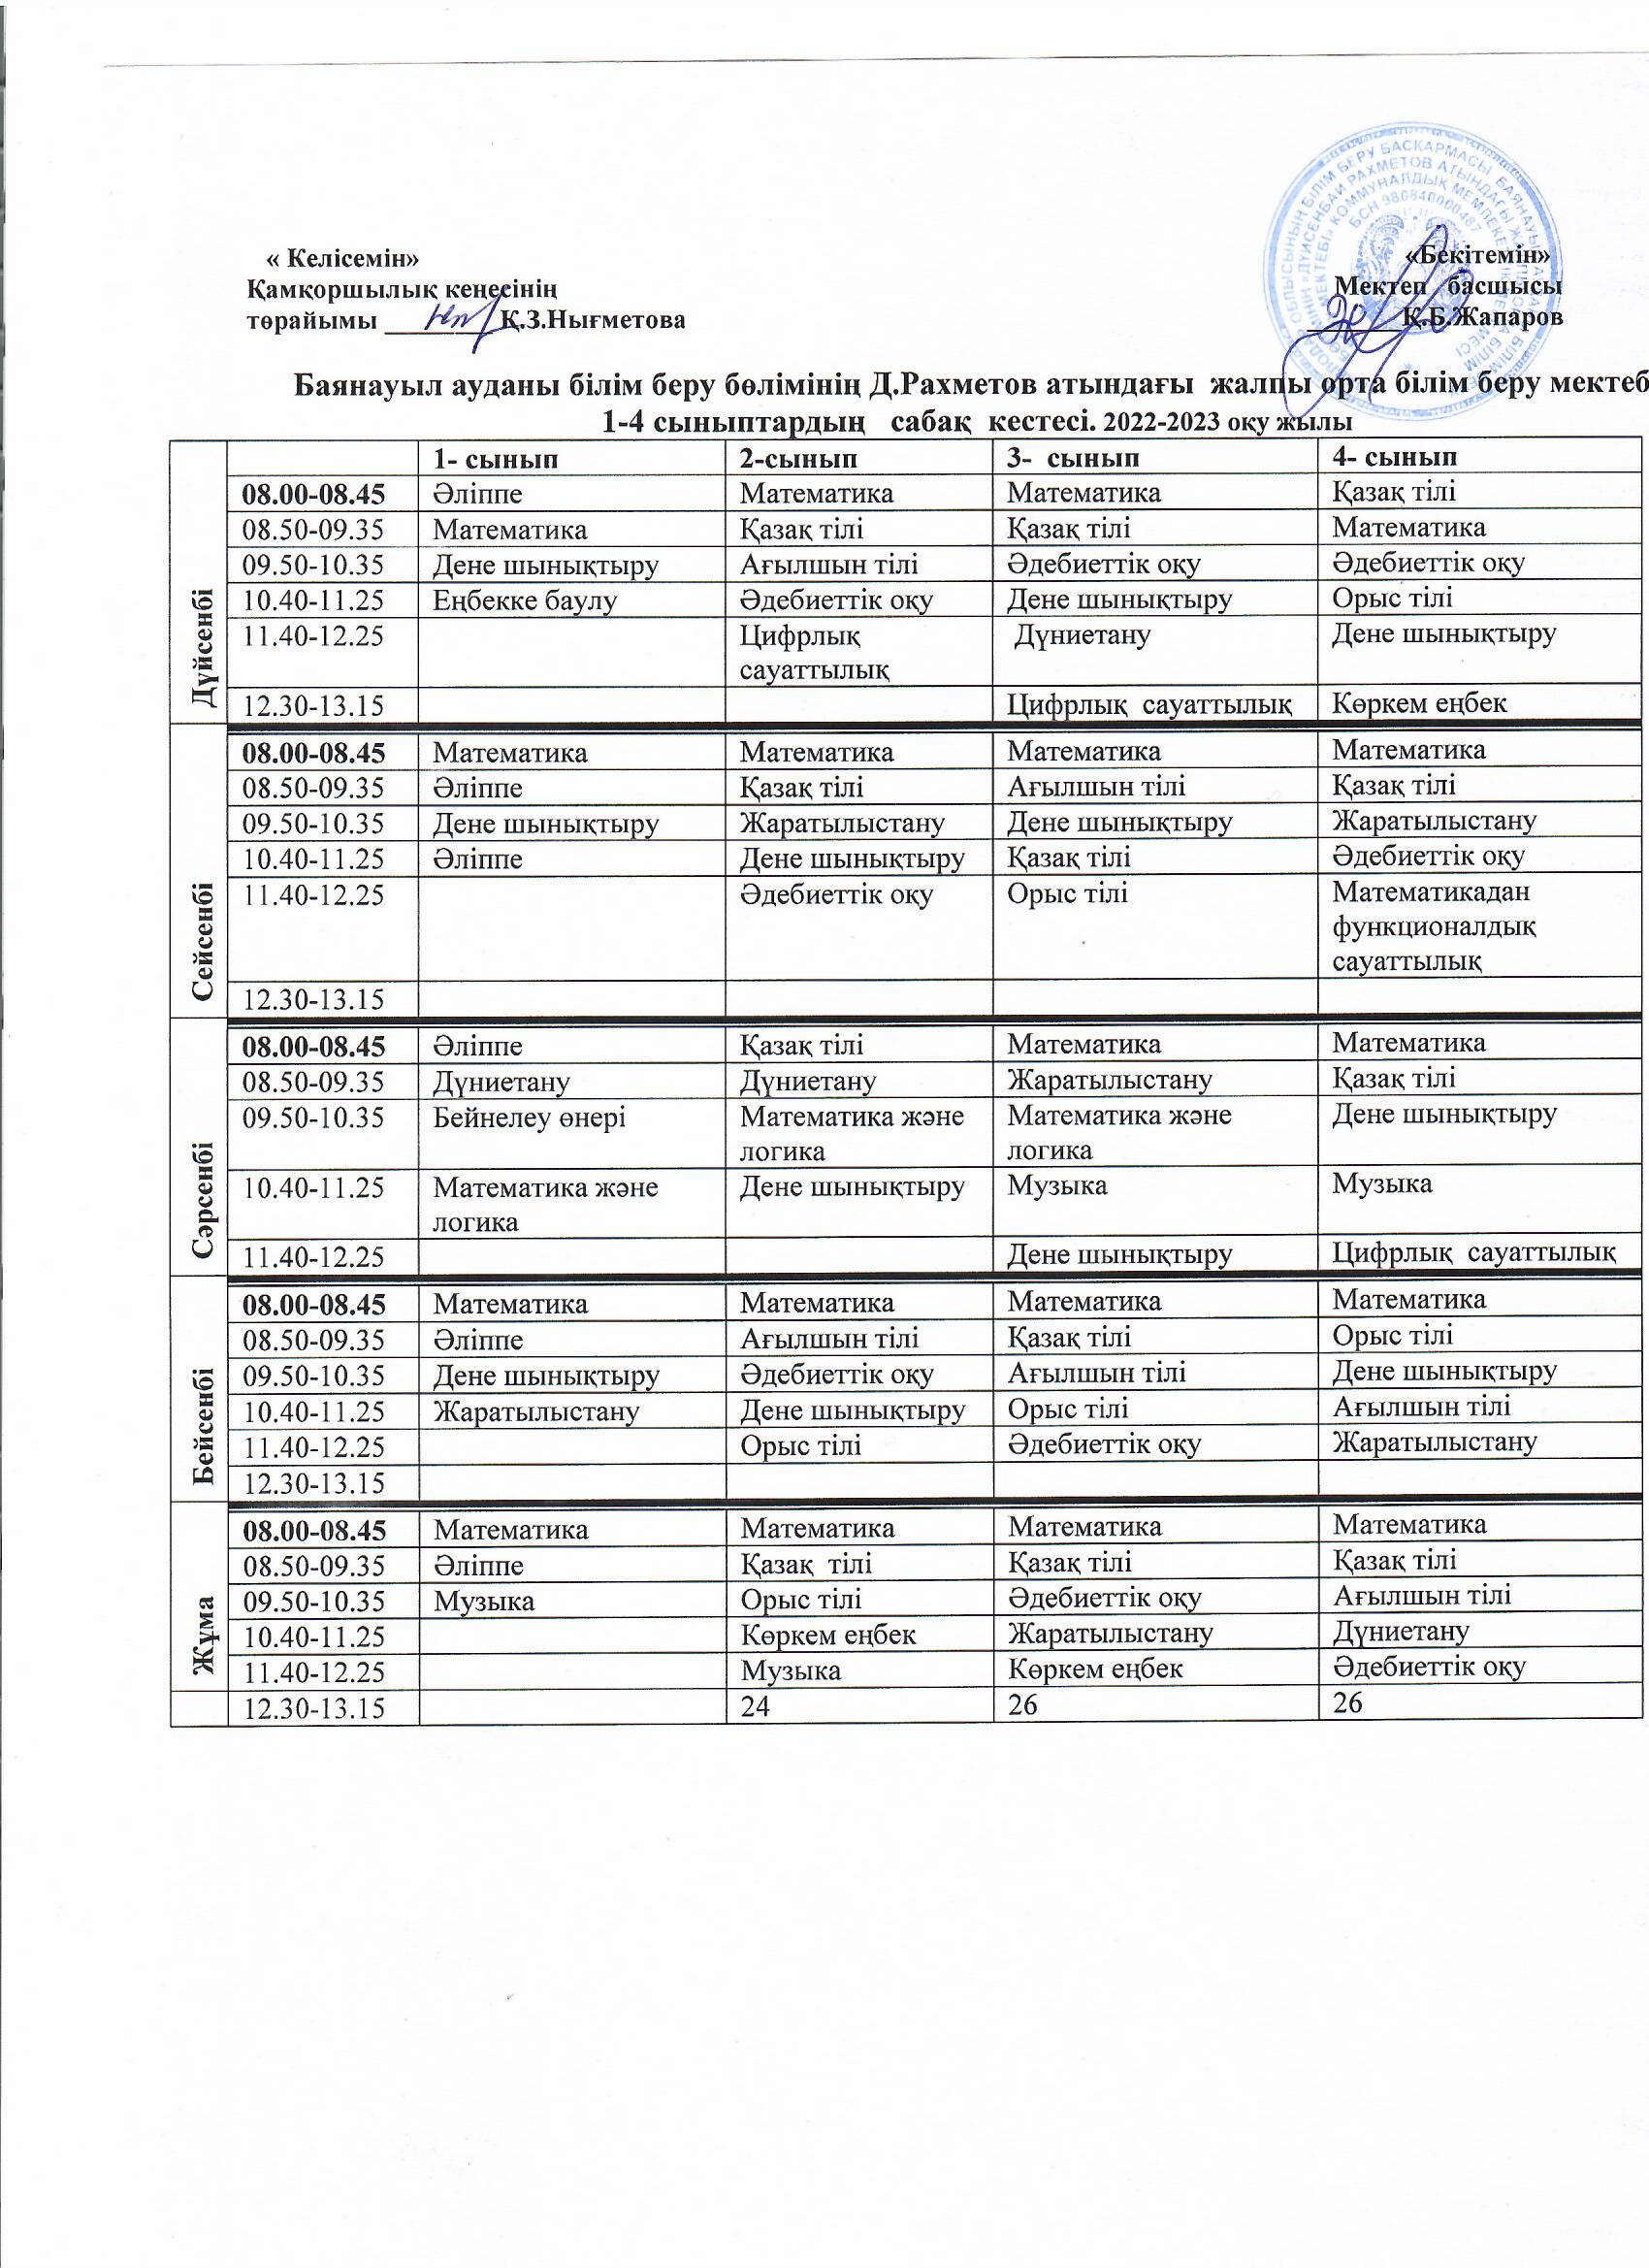 « Келісемін»
«Бекітемін»
Қамқоршылық кеңесінің
Мектеп басшысы
төрайымы ________ Қ.З.Нығметова
_______Қ.Б.Жапаров
БСН 980840000487
Баянауыл ауданы білім беру бөлімінің Д.Рахметов атындағы жалпы орта білім беру мектеб
1-4 сыныптардың сабақ кестесі. 2022-2023 оқу жылы
Дүйсенбі
1- сынып 2-сынып 3- сынып 4- сынып
08.00-08.45 Әліппе Математика Математика Қазақ тілі
08.50-09.35 Математика Қазақ тілі Қазақ тілі Математика
09.50-10.35 Дене шынықтыру Ағылшын тілі Әдебиеттік оқу Әдебиеттік оқу
10.40-11.25 Еңбекке баулу Әдебиеттік оқу Дене шынықтыру Орыс тілі
11.40-12.25 Цифрлық Дүниетану Дене шынықтыру
сауаттылық
12.30-13.15 Цифрлық сауаттылық Көркем еңбек
Сейсенбі
08.00-08.45 Математика Математика Математика Математика
08.50-09.35 Әліппе Қазақ тілі Ағылшын тілі Қазақ тілі
09.50-10.35 Дене шынықтыру Жаратылыстану Дене шынықтыру Жаратылыстану
10.40-11.25 Әліппе Дене шынықтыру Қазақ тілі Әдебиеттік оқу
11.40-12.25 Әдебиеттік оқу Орыс тілі Математикадан
функционалдық
сауаттылық
12.30-13.15
Сәрсенбі
08.00-08.45 Әліппе Қазақ тілі Математика Математика
08.50-09.35 Дүниетану Дүниетану Жаратылыстану Қазақ тілі
09.50-10.35 Бейнелеу өнері Математика және Математика және Дене шынықтыру
логика логика
10.40-11.25 Математика және Дене шынықтыру Музыка Музыка
логика
11.40-12.25 Дене шынықтыру Цифрлық сауаттылық
Бейсенбі
08.00-08.45 Математика Математика Математика Математика
08.50-09.35 Әліппе Ағылшын тілі Қазақ тілі Орыс тілі
09.50-10.35 Дене шынықтыру Әдебиеттік оқу Ағылшын тілі Дене шынықтыру
10.40-11.25 Жаратылыстану Дене шынықтыру Орыс тілі Ағылшын тілі
11.40-12.25 Орыс тілі Әдебиеттік оқу Жаратылыстану
12.30-13.15
Жұма
08.00-08.45 Математика Математика Математика Математика
08.50-09.35 Әліппе Қазақ тілі Қазақ тілі Қазақ тілі
09.50-10.35 Музыка Орыс тілі Әдебиеттік оқу Ағылшын тілі
10.40-11.25 Көркем еңбек Жаратылыстану Дүниетану
11.40-12.25 Музыка Көркем еңбек Әдебиеттік оқу
12.30-13.15 24 26 26